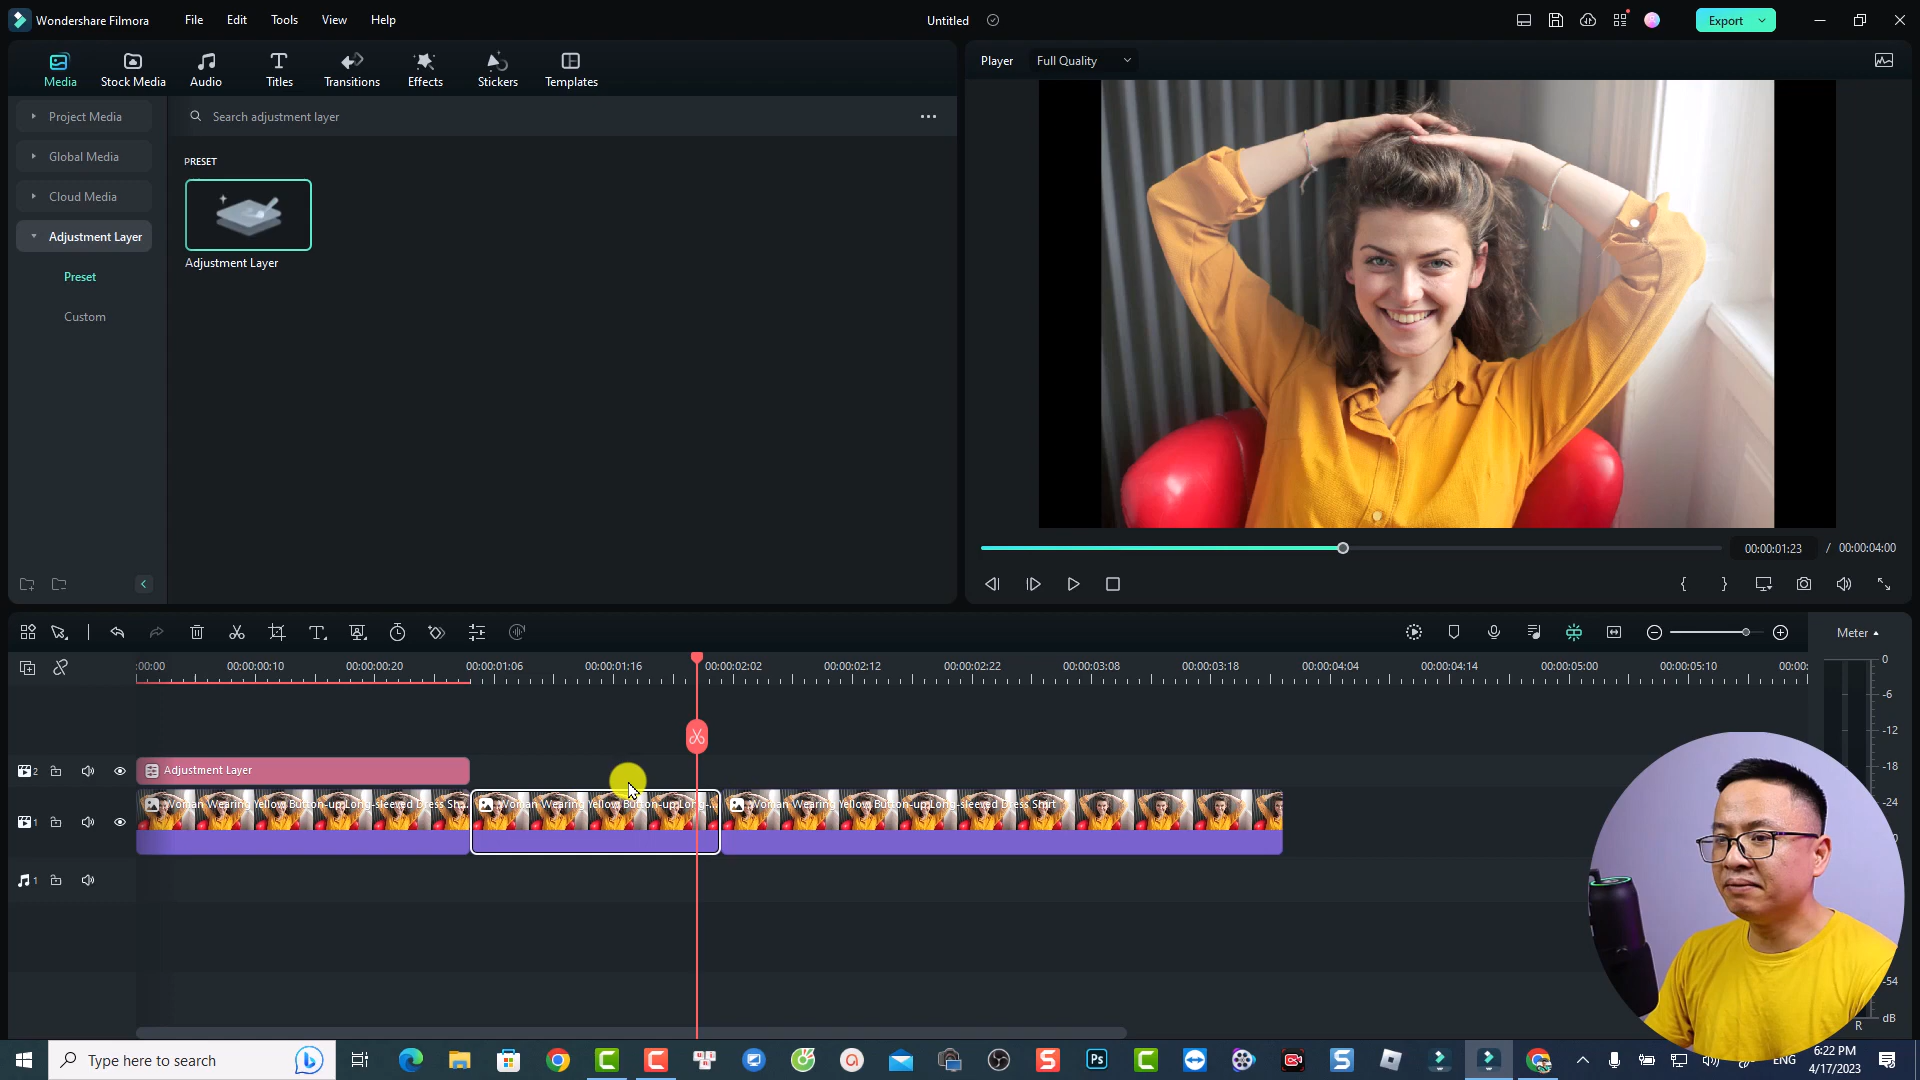 Wondershare Filmora
File
Edit
Tools
View
Help
Untitled
Export
Media
Stock Media
Audio
Titles
Transitions
Effects
Stickers
Templates
Player
Full Quality
Project Media
Global Media
Cloud Media
Adjustment Layer
Preset
Custom
Search adjustment layer
PRESET
Adjustment Layer
00:00:01:23
/
00:00:04:00
Meter
:00:00
00:00:00:10
00:00:00:20
00:00:01:06
00:00:01:16
00:00:02:02
00:00:02:12
00:00:02:22
00:00:03:08
00:00:03:18
00:00:04:04
00:00:04:14
00:00:05:00
00:00:05:10
00:00:
0
-6
-12
-18
-24
-54
dB
R
2
Adjustment Layer
1
Woman Wearing Yellow Button-up Long-sleeved Dress Shi...
Woman Wearing Yellow Button-up Long-...
Woman Wearing Yellow Button-up Long-sleeved Dress Shirt
1
Type here to search
Ps
ENG
6:22 PM
4/17/2023